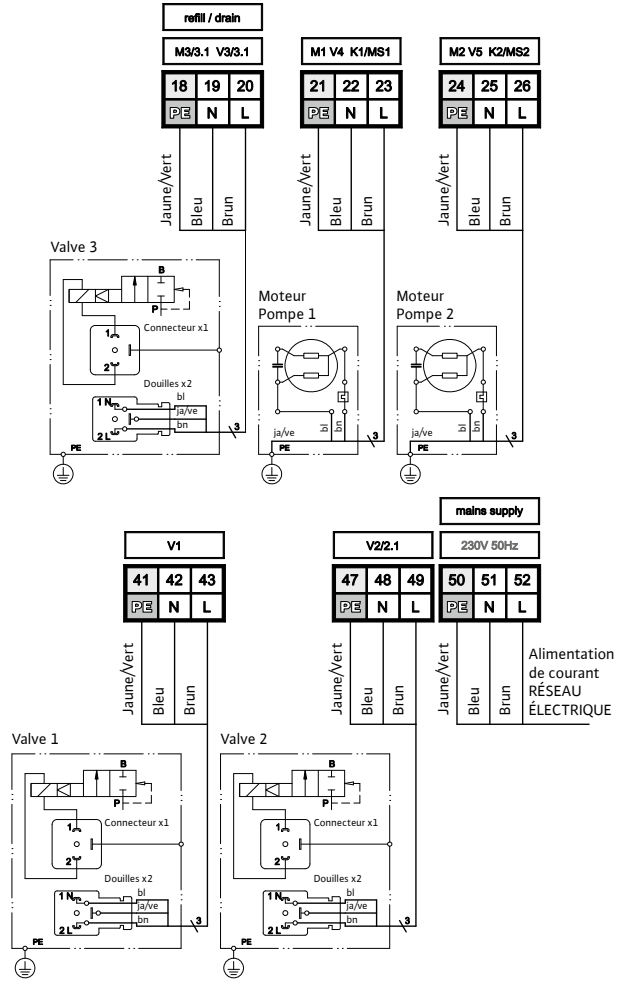 refill / drain
M3/3.1 V3/3.1
M1 V4 K1/MS1
M2 V5 K2/MS2
18 19 20
21 22 23
24 25 26
PE N L
PE N L
PE N L
Jaune/Vert
Bleu
Brun
Jaune/Vert
Bleu
Brun
Jaune/Vert
Bleu
Brun
Valve 3
B
P
1
2
Connecteur x1
Douilles x2
1 N
2 L
bl
ja/ve
bn
3
PE
Moteur
Pompe 1
ja/ve
bl
bn
3
PE
Moteur
Pompe 2
ja/ve
bl
bn
3
PE
mains supply
V1
V2/2.1
230V 50Hz
41 42 43
47 48 49
50 51 52
PE N L
PE N L
PE N L
Jaune/Vert
Bleu
Brun
Jaune/Vert
Bleu
Brun
Jaune/Vert
Bleu
Brun
Alimentation
de courant
RÉSEAU
ÉLECTRIQUE
Valve 1
B
P
1
2
Connecteur x1
Douilles x2
1 N
2 L
bl
ja/ve
bn
3
PE
Valve 2
B
P
1
2
Connecteur x1
Douilles x2
1 N
2 L
bl
ja/ve
bn
3
PE